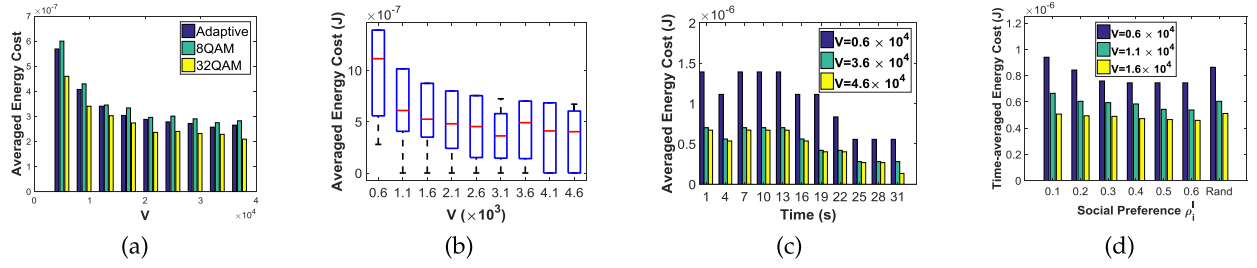 ×10⁻⁷
7
6
5
4
3
2
1
0
Averaged Energy Cost
Adaptive
8QAM
32QAM
0 1 2 3 4
×10⁴
V
(a)
×10⁻⁷
10
5
0
Averaged Energy Cost (J)
0.6 1.1 1.6 2.1 2.6 3.1 3.6 4.1 4.6
V (×10³)
(b)
×10⁻⁶
2
1.5
1
0.5
0
Averaged Energy Cost (J)
V=0.6 × 10⁴
V=3.6 × 10⁴
V=4.6× 10⁴
1 4 7 10 13 16 19 22 25 28 31
Time (s)
(c)
×10⁻⁶
1.2
1
0.8
0.6
0.4
0.2
0
Time-averaged Energy Cost (J)
V=0.6 × 10⁴
V=1.1 × 10⁴
V=1.6× 10⁴
0.1 0.2 0.3 0.4 0.5 0.6 Rand
Social Preference ρᵢᴵ
(d)